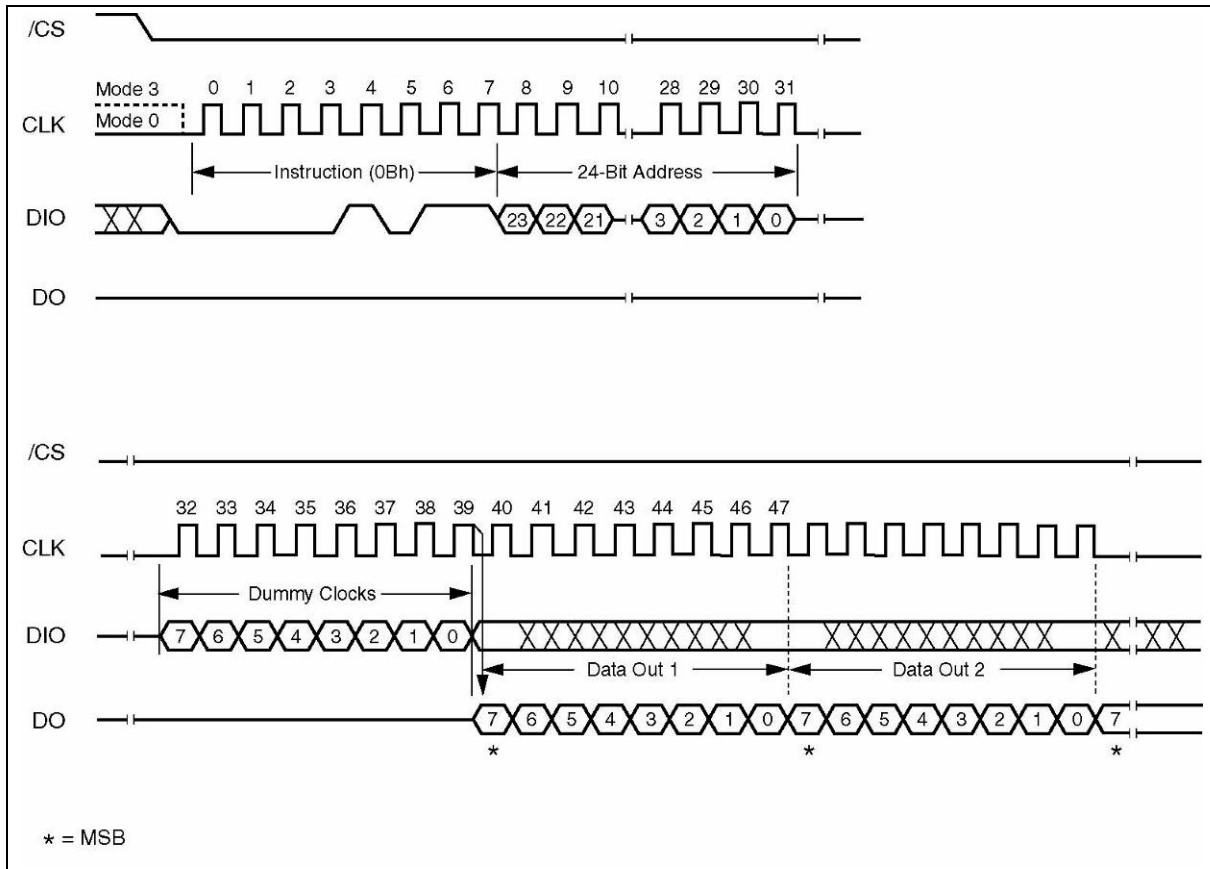 /CS
Mode 3 0 1 2 3 4 5 6 7 8 9 10 28 29 30 31
CLK Mode 0
Instruction (0Bh) 24-Bit Address
DIO 23 22 21 3 2 1 0
DO
/CS
32 33 34 35 36 37 38 39 40 41 42 43 44 45 46 47
CLK
Dummy Clocks
DIO 7 6 5 4 3 2 1 0
Data Out 1 Data Out 2
DO 7 6 5 4 3 2 1 0 7 6 5 4 3 2 1 0 7
* * *
* = MSB